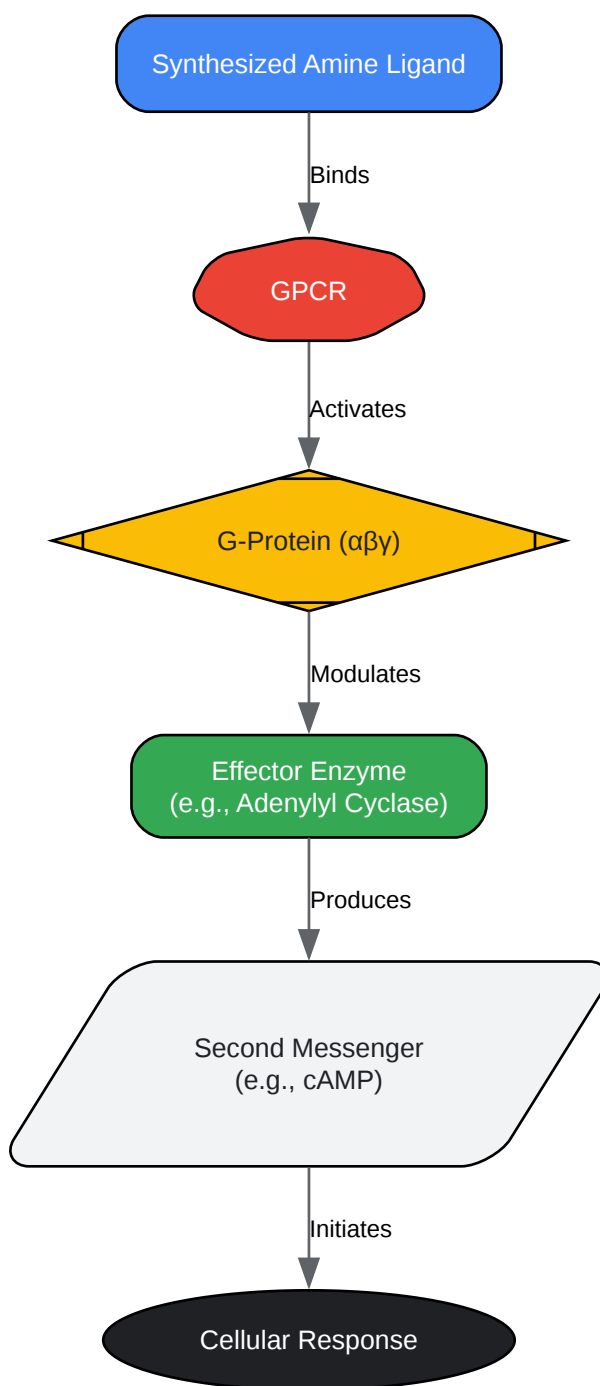 Synthesized Amine Ligand
Binds
GPCR
Activates
G-Protein (αβγ)
Modulates
Effector Enzyme
(e.g., Adenylyl Cyclase)
Produces
Second Messenger
(e.g., cAMP)
Initiates
Cellular Response